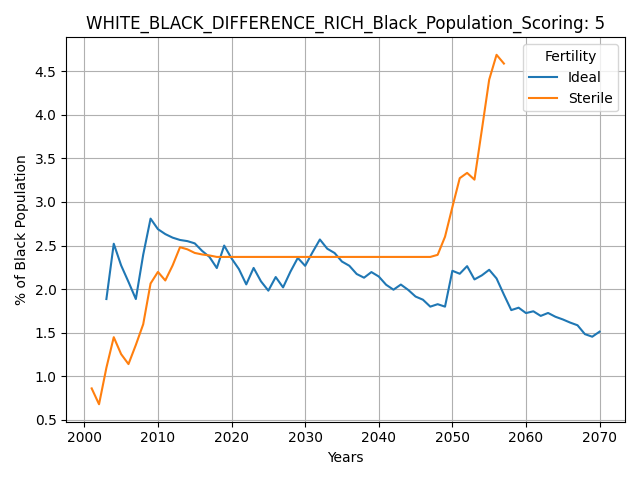 WHITE_BLACK_DIFFERENCE_RICH_Black_Population_Scoring: 5
Fertility
Ideal
Sterile
% of Black Population
4.5
4.0
3.5
3.0
2.5
2.0
1.5
1.0
0.5
2000 2010 2020 2030 2040 2050 2060 2070
Years